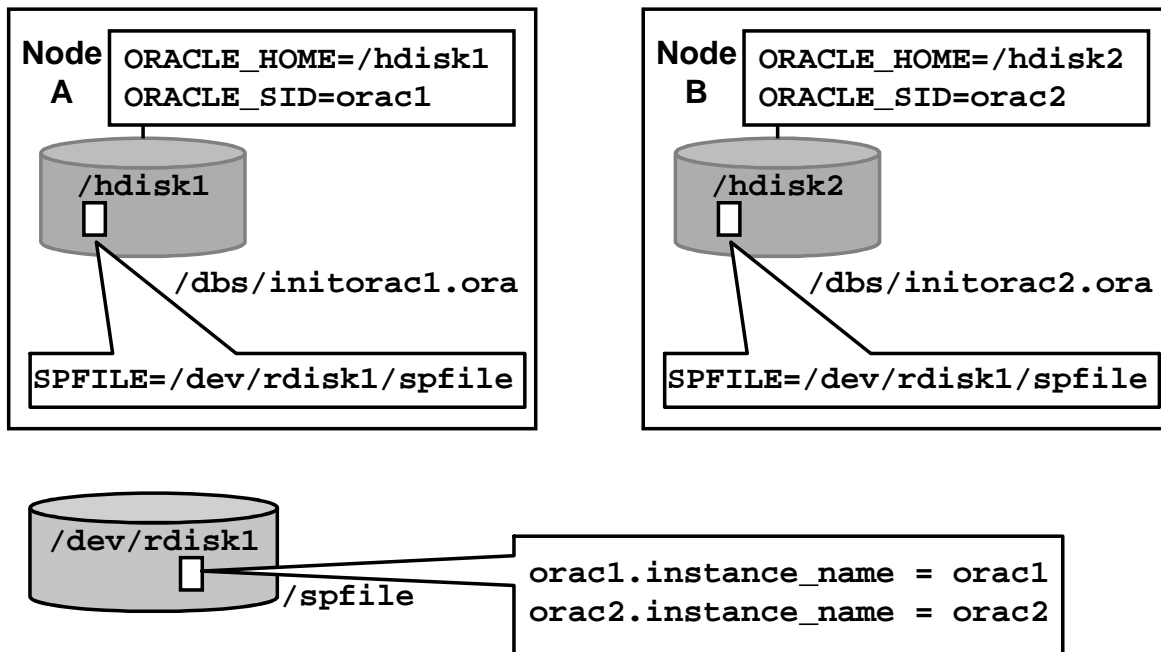 Node A
ORACLE_HOME=/hdisk1
ORACLE_SID=orac1
/hdisk1
/dbs/initorac1.ora
SPFILE=/dev/rdisk1/spfile
Node B
ORACLE_HOME=/hdisk2
ORACLE_SID=orac2
/hdisk2
/dbs/initorac2.ora
SPFILE=/dev/rdisk1/spfile
/dev/rdisk1
/spfile
orac1.instance_name = orac1
orac2.instance_name = orac2